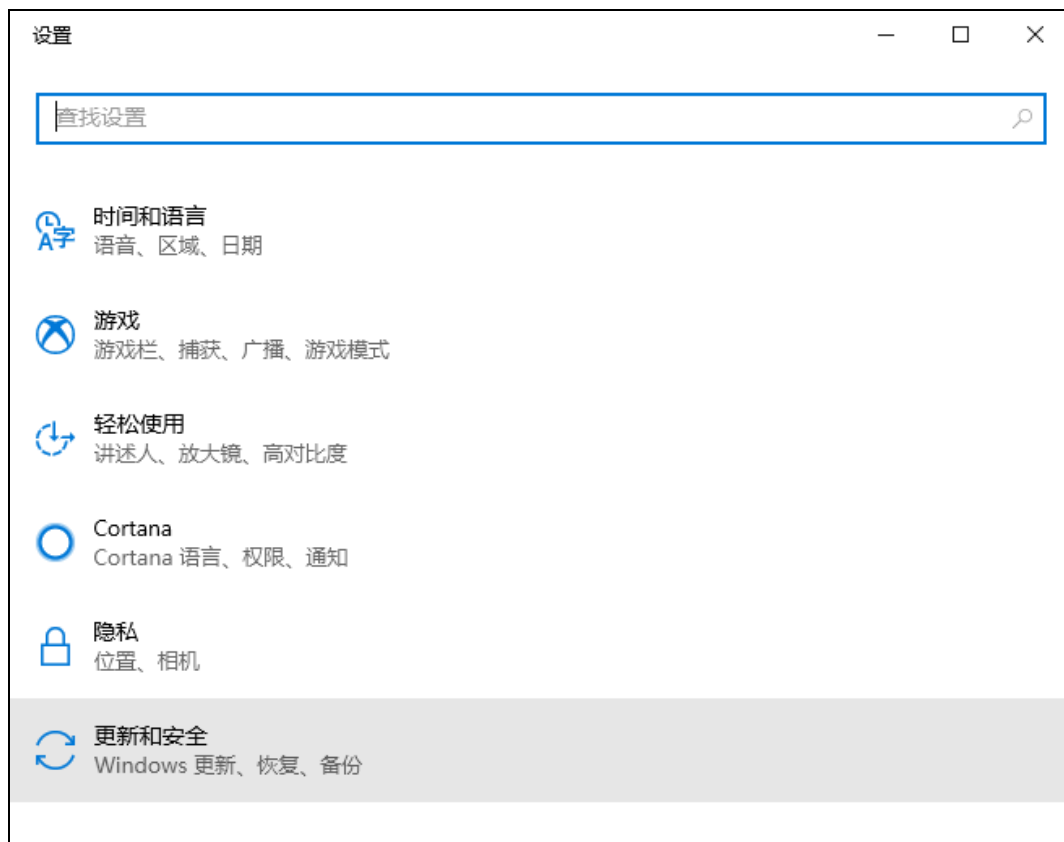 设置
查找设置
时间和语言
语音、区域、日期
游戏
游戏栏、捕获、广播、游戏模式
轻松使用
讲述人、放大镜、高对比度
Cortana
Cortana 语言、权限、通知
隐私
位置、相机
更新和安全
Windows 更新、恢复、备份